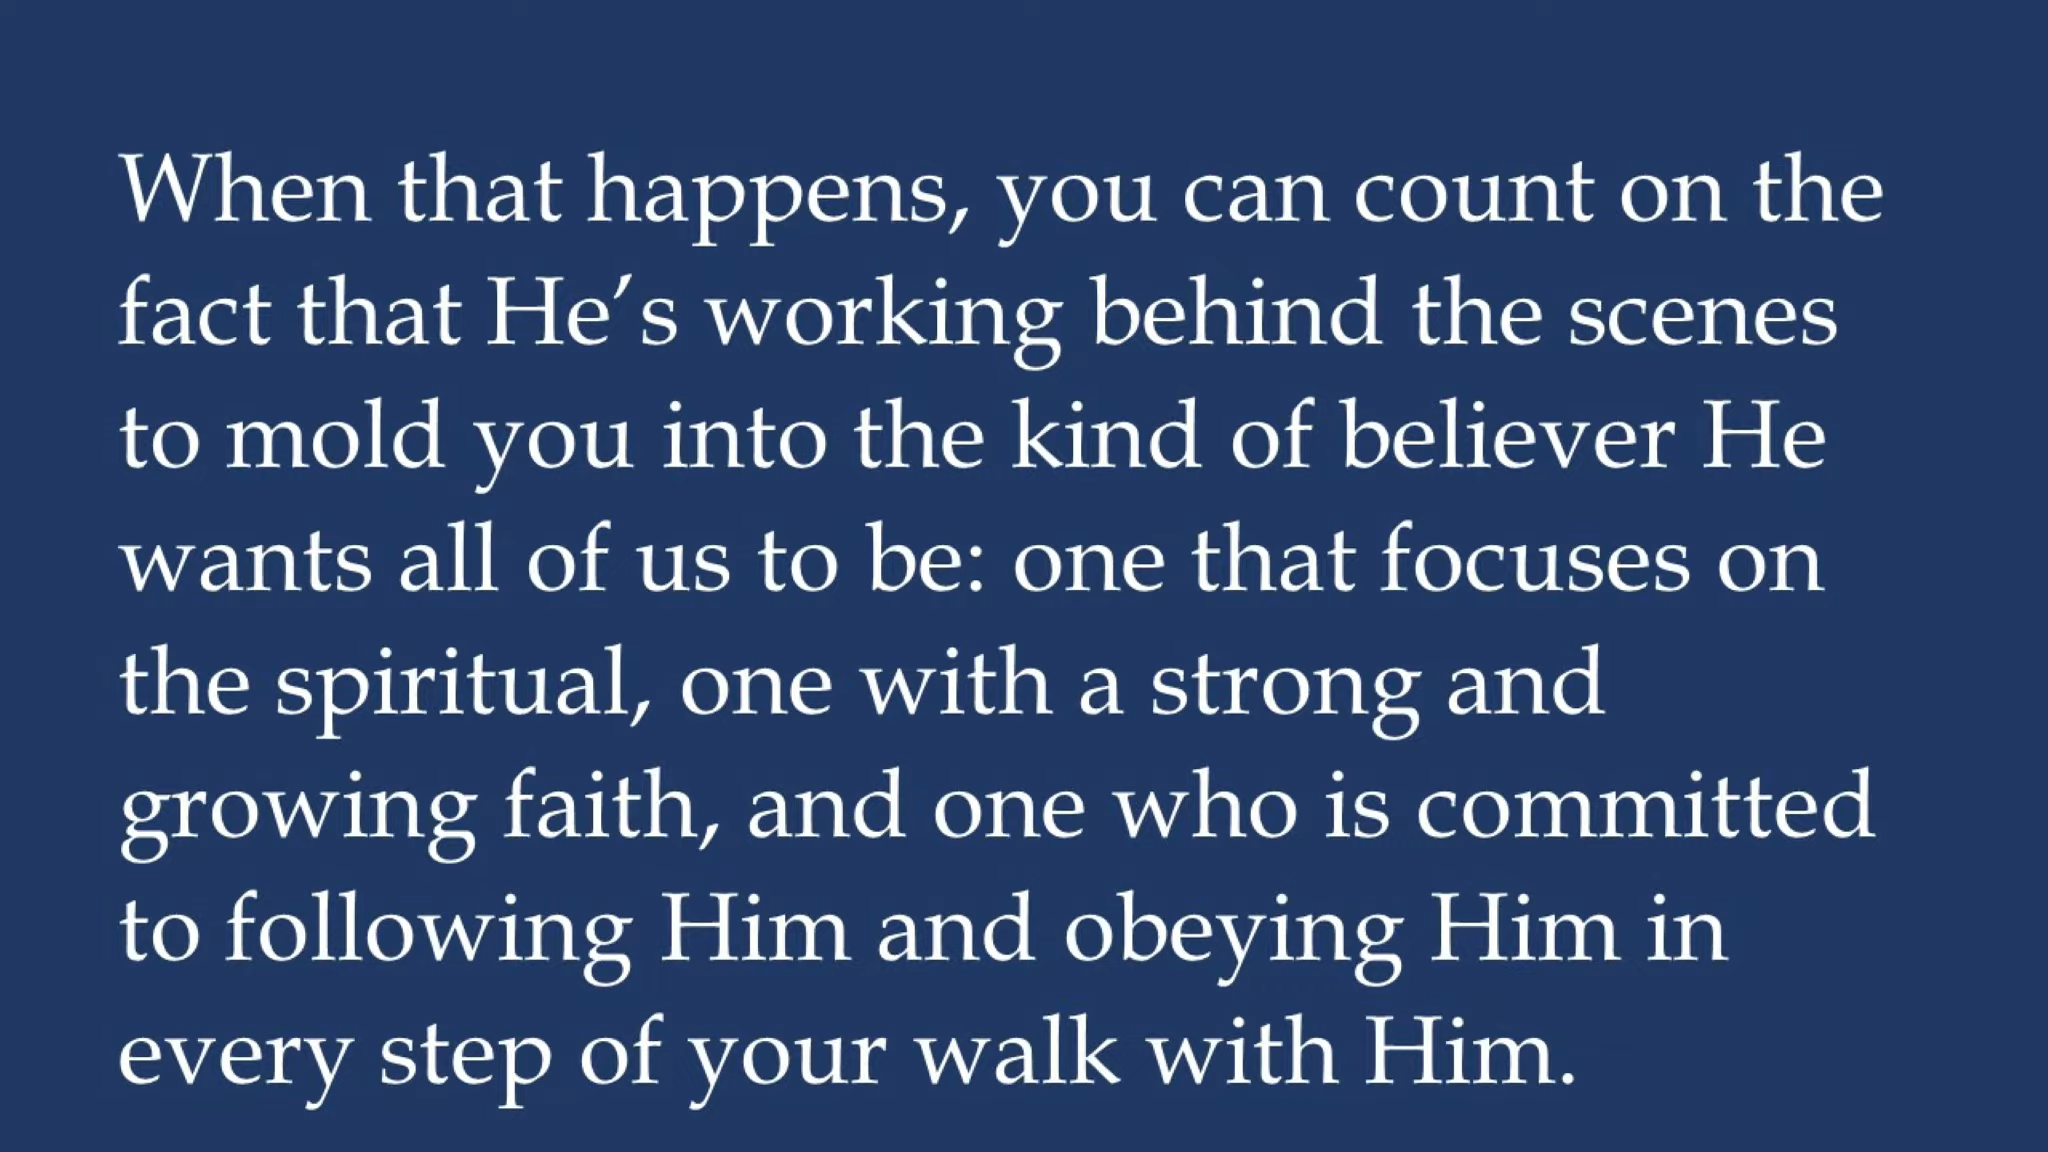 When that happens, you can count on the
fact that He’s working behind the scenes
to mold you into the kind of believer He
wants all of us to be: one that focuses on
the spiritual, one with a strong and
growing faith, and one who is committed
to following Him and obeying Him in
every step of your walk with Him.